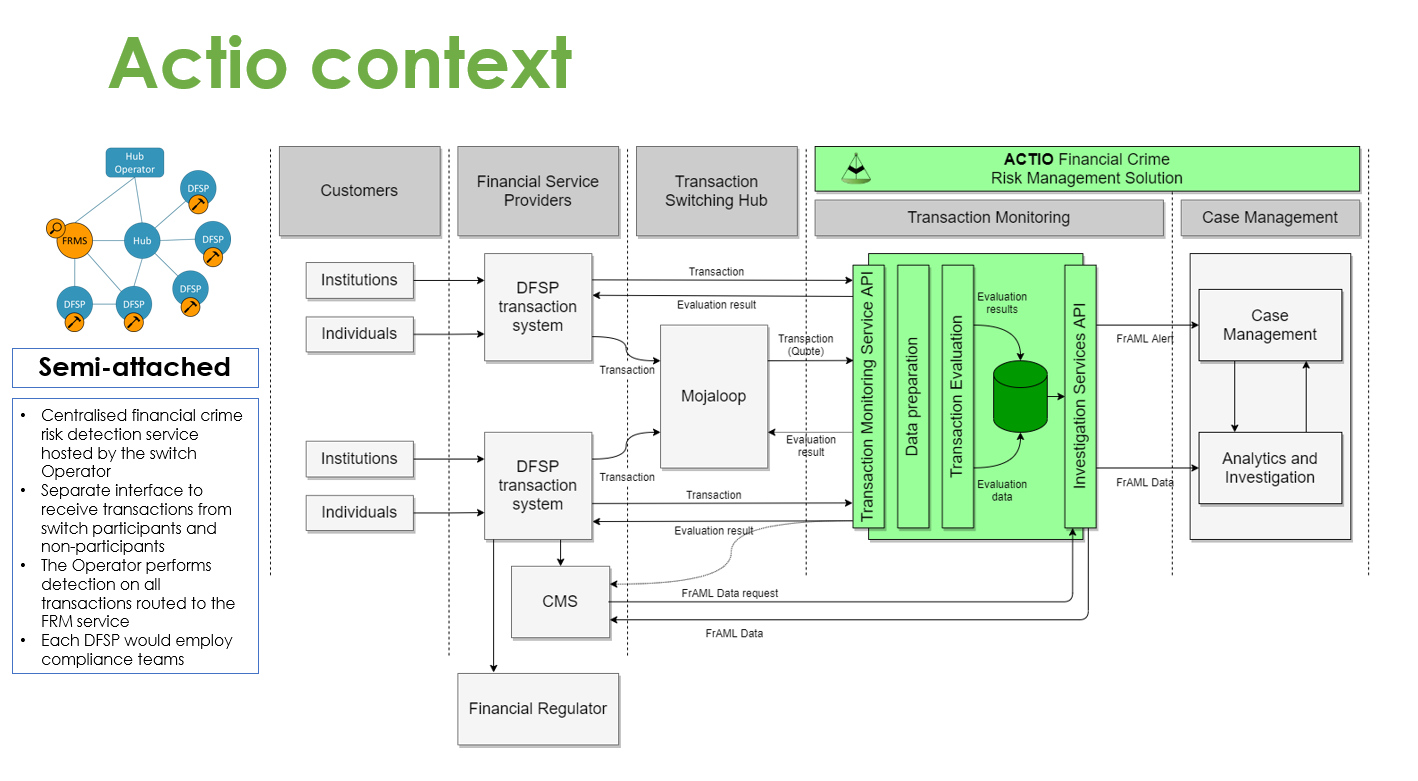 Actio context
Hub
Operator
DFSP
FRMS
Hub
DFSP
DFSP
DFSP
DFSP
Semi-attached
• Centralised financial crime
risk detection service
hosted by the switch
Operator
• Separate interface to
receive transactions from
switch participants and
non-participants
• The Operator performs
detection on all
transactions routed to the
FRM service
• Each DFSP would employ
compliance teams
Customers
Financial Service
Providers
Transaction
Switching Hub
ACTIO Financial Crime
Risk Management Solution
Transaction Monitoring
Case Management
Institutions
Individuals
DFSP
transaction
system
Transaction
Evaluation result
Transaction
Mojaloop
Transaction
(Qubte)
Evaluation
result
Institutions
Individuals
DFSP
transaction
system
Transaction
Transaction
Evaluation result
CMS
FrAML Data request
FrAML Data
Financial Regulator
Transaction Monitoring Service API
Data preparation
Transaction Evaluation
Evaluation
results
Evaluation
data
Investigation Services API
FrAML Alert
FrAML Data
Case
Management
Analytics and
Investigation